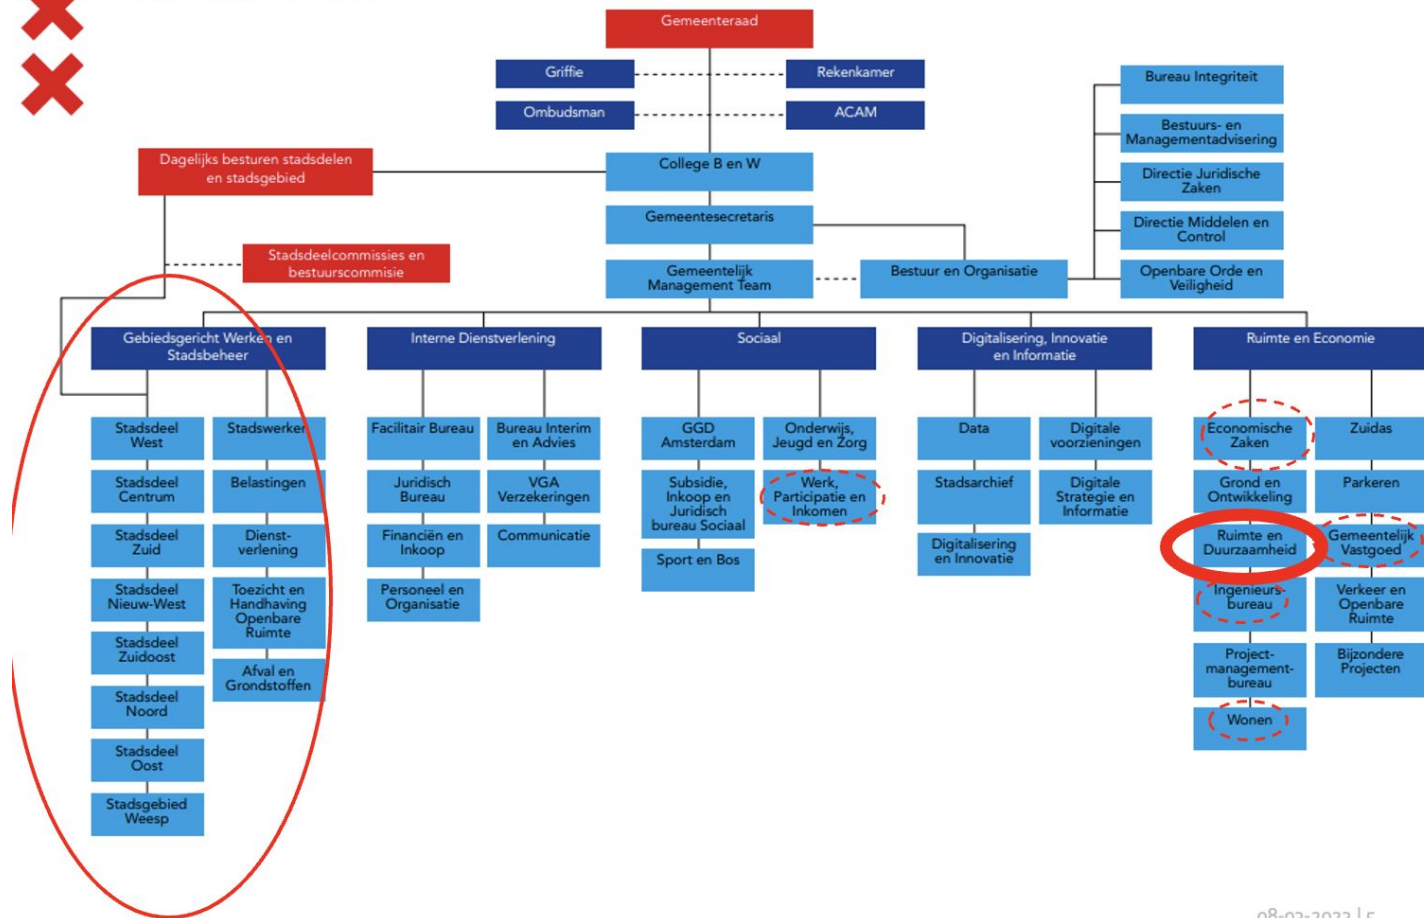 Gemeenteraad
Griffie
Rekenkamer
Ombudsman
ACAM
Bureau Integriteit
Bestuurs- en
Managementadvisering
Directie Juridische
Zaken
Directie Middelen en
Control
Openbare Orde en
Veiligheid
Dagelijks besturen stadsdelen
en stadsgebied
College B en W
Gemeentesecretaris
Stadsdeelcommissies en
bestuurscommisie
Gemeentelijk
Management Team
Bestuur en Organisatie
Gebiedsgericht Werken en
Stadsbeheer
Interne Dienstverlening
Sociaal
Digitalisering, Innovatie
en Informatie
Ruimte en Economie
Stadsdeel
West
Stadsdeel
Centrum
Stadsdeel
Zuid
Stadsdeel
Nieuw-West
Stadsdeel
Zuidoost
Stadsdeel
Noord
Stadsdeel
Oost
Stadsgebied
Weesp
Stadswerken
Belastingen
Dienst-
verlening
Toezicht en
Handhaving
Openbare
Ruimte
Afval en
Grondstoffen
Facilitair Bureau
Juridisch
Bureau
Financiën en
Inkoop
Personeel en
Organisatie
Bureau Interim
en Advies
VGA
Verzekeringen
Communicatie
GGD
Amsterdam
Subsidie,
Inkoop en
Juridisch
bureau Sociaal
Sport en Bos
Onderwijs,
Jeugd en Zorg
Werk,
Participatie en
Inkomen
Data
Stadsarchief
Digitalisering
en Innovatie
Digitale
voorzieningen
Digitale
Strategie en
Informatie
Economische
Zaken
Grond en
Ontwikkeling
Ruimte en
Duurzaamheid
Ingenieurs-
bureau
Project-
management-
bureau
Wonen
Zuidas
Parkeren
Gemeentelijk
Vastgoed
Verkeer en
Openbare
Ruimte
Bijzondere
Projecten